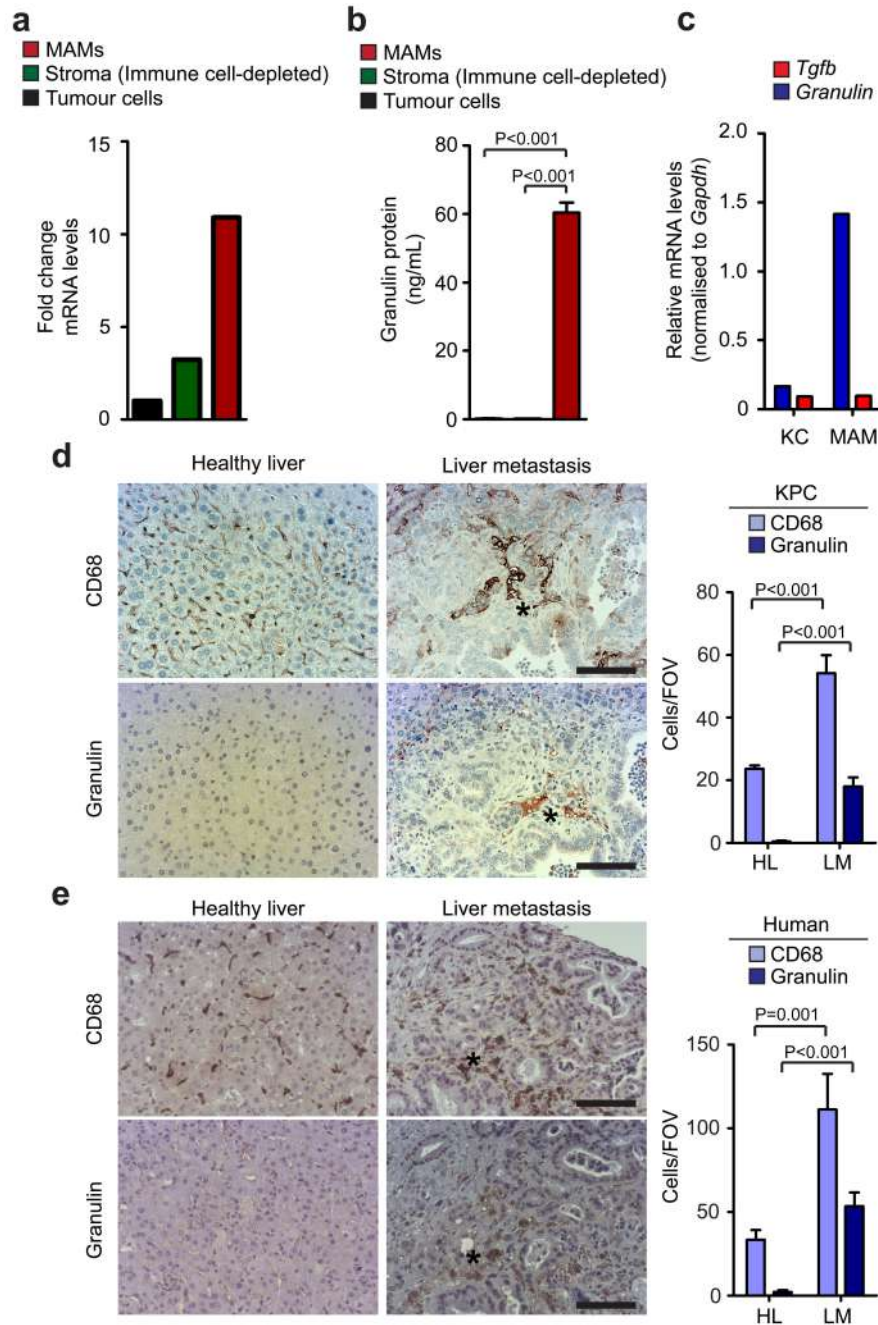 a
MAMs
Stroma (Immune cell-depleted)
Tumour cells
Fold change
mRNA levels
15
10
5
0
b
MAMs
Stroma (Immune cell-depleted)
Tumour cells
Granulin protein
(ng/mL)
80
60
40
20
0
P<0.001
P<0.001
c
Tgfb
Granulin
Relative mRNA levels
(normalised to Gapdh)
2.0
1.5
1.0
0.5
0
KC MAM
d
Healthy liver
Liver metastasis
CD68
*
Granulin
*
KPC
CD68
Granulin
P<0.001
P<0.001
Cells/FOV
80
60
40
20
0
HL LM
e
Healthy liver
Liver metastasis
CD68
*
Granulin
*
Human
CD68
Granulin
P=0.001
P<0.001
Cells/FOV
150
100
50
0
HL LM